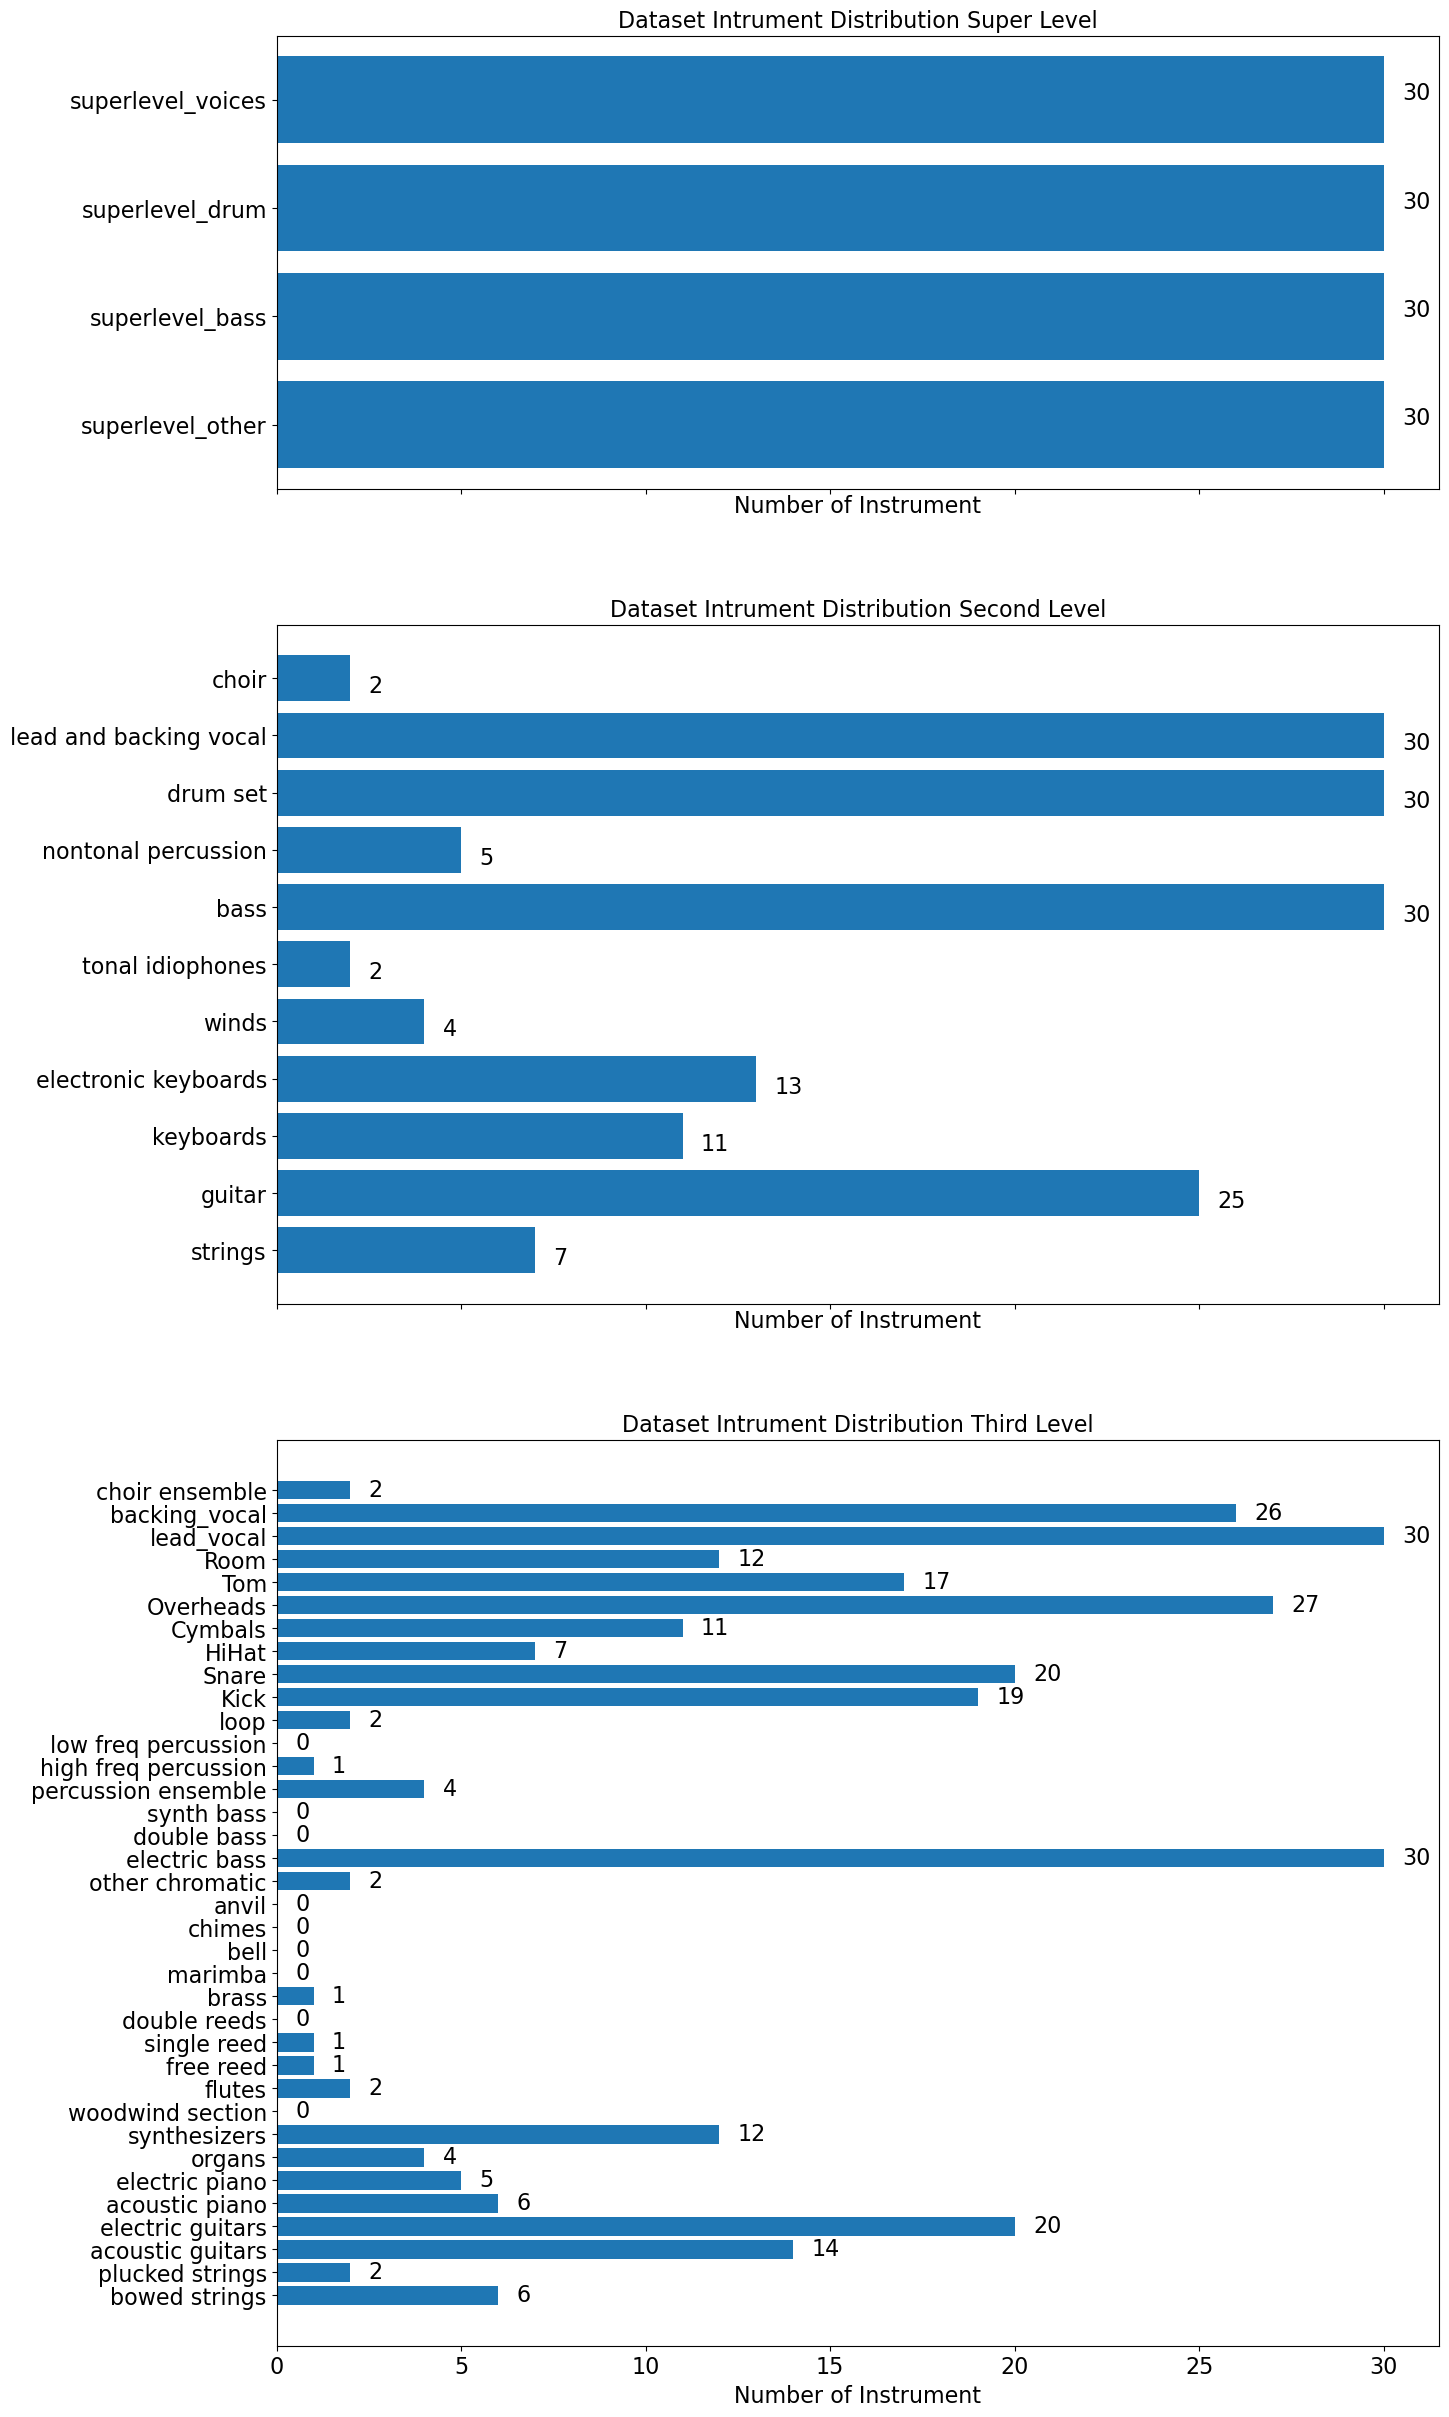 Dataset Intrument Distribution Super Level
superlevel_voices 30
superlevel_drum 30
superlevel_bass 30
superlevel_other 30
Number of Instrument
Dataset Intrument Distribution Second Level
choir 2
lead and backing vocal 30
drum set 30
nontonal percussion 5
bass 30
tonal idiophones 2
winds 4
electronic keyboards 13
keyboards 11
guitar 25
strings 7
Number of Instrument
Dataset Intrument Distribution Third Level
choir ensemble 2
backing_vocal 26
lead_vocal 30
Room 12
Tom 17
Overheads 27
Cymbals 11
HiHat 7
Snare 20
Kick 19
loop 2
low freq percussion 0
high freq percussion 1
percussion ensemble 4
synth bass 0
double bass 0
electric bass 30
other chromatic 2
anvil 0
chimes 0
bell 0
marimba 0
brass 1
double reeds 0
single reed 1
free reed 1
flutes 2
woodwind section 0
synthesizers 12
organs 4
electric piano 5
acoustic piano 6
electric guitars 20
acoustic guitars 14
plucked strings 2
bowed strings 6
0 5 10 15 20 25 30
Number of Instrument